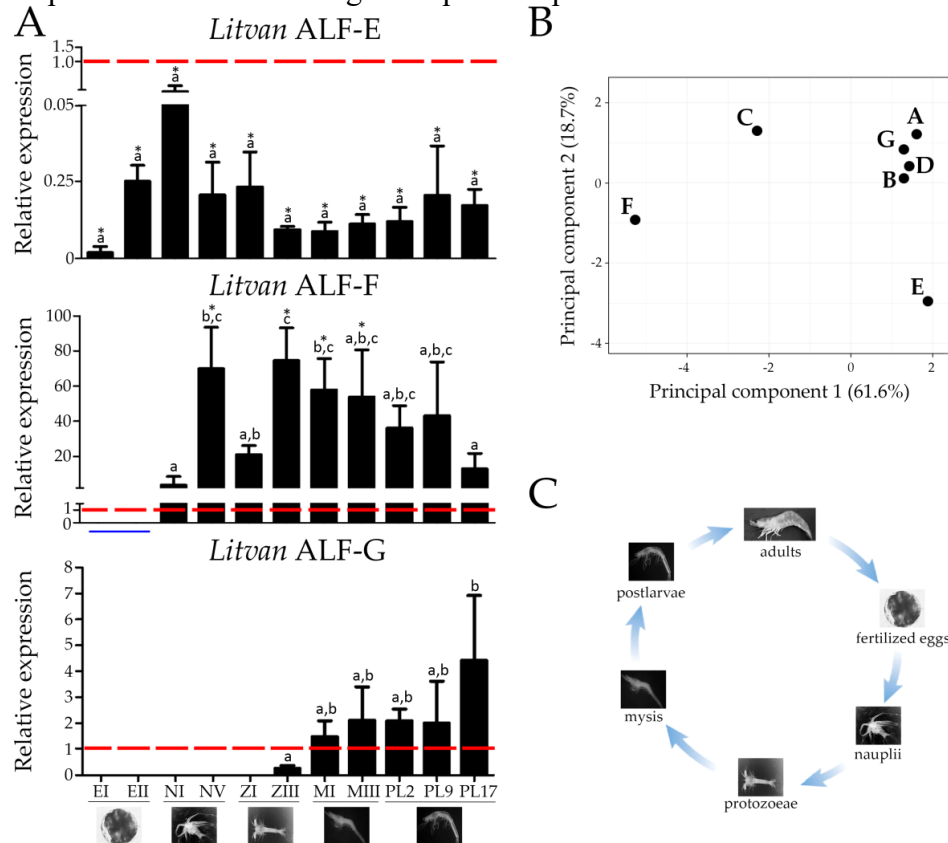 A
Litvan ALF-E
Relative expression
1.5
1.0
0.05
0.25
0
* a
* a
* a
* a
* a
* a
* a
* a
* a
* a
* a
Litvan ALF-F
Relative expression
100
80
60
40
20
1
0
a
* b,c
a,b
* c
* b,c
* a,b,c
a,b,c
a,b,c
a
Litvan ALF-G
Relative expression
8
7
6
5
4
3
2
1
0
a
a,b
a,b
a,b
a,b
b
EI EII NI NV ZI ZIII MI MIII PL2 PL9 PL17
B
Principal component 2 (18.7%)
2
0
-2
-4
C
A
G
D
B
F
E
-4 -2 0 2
Principal component 1 (61.6%)
C
adults
fertilized eggs
nauplii
protozoeae
mysis
postlarvae